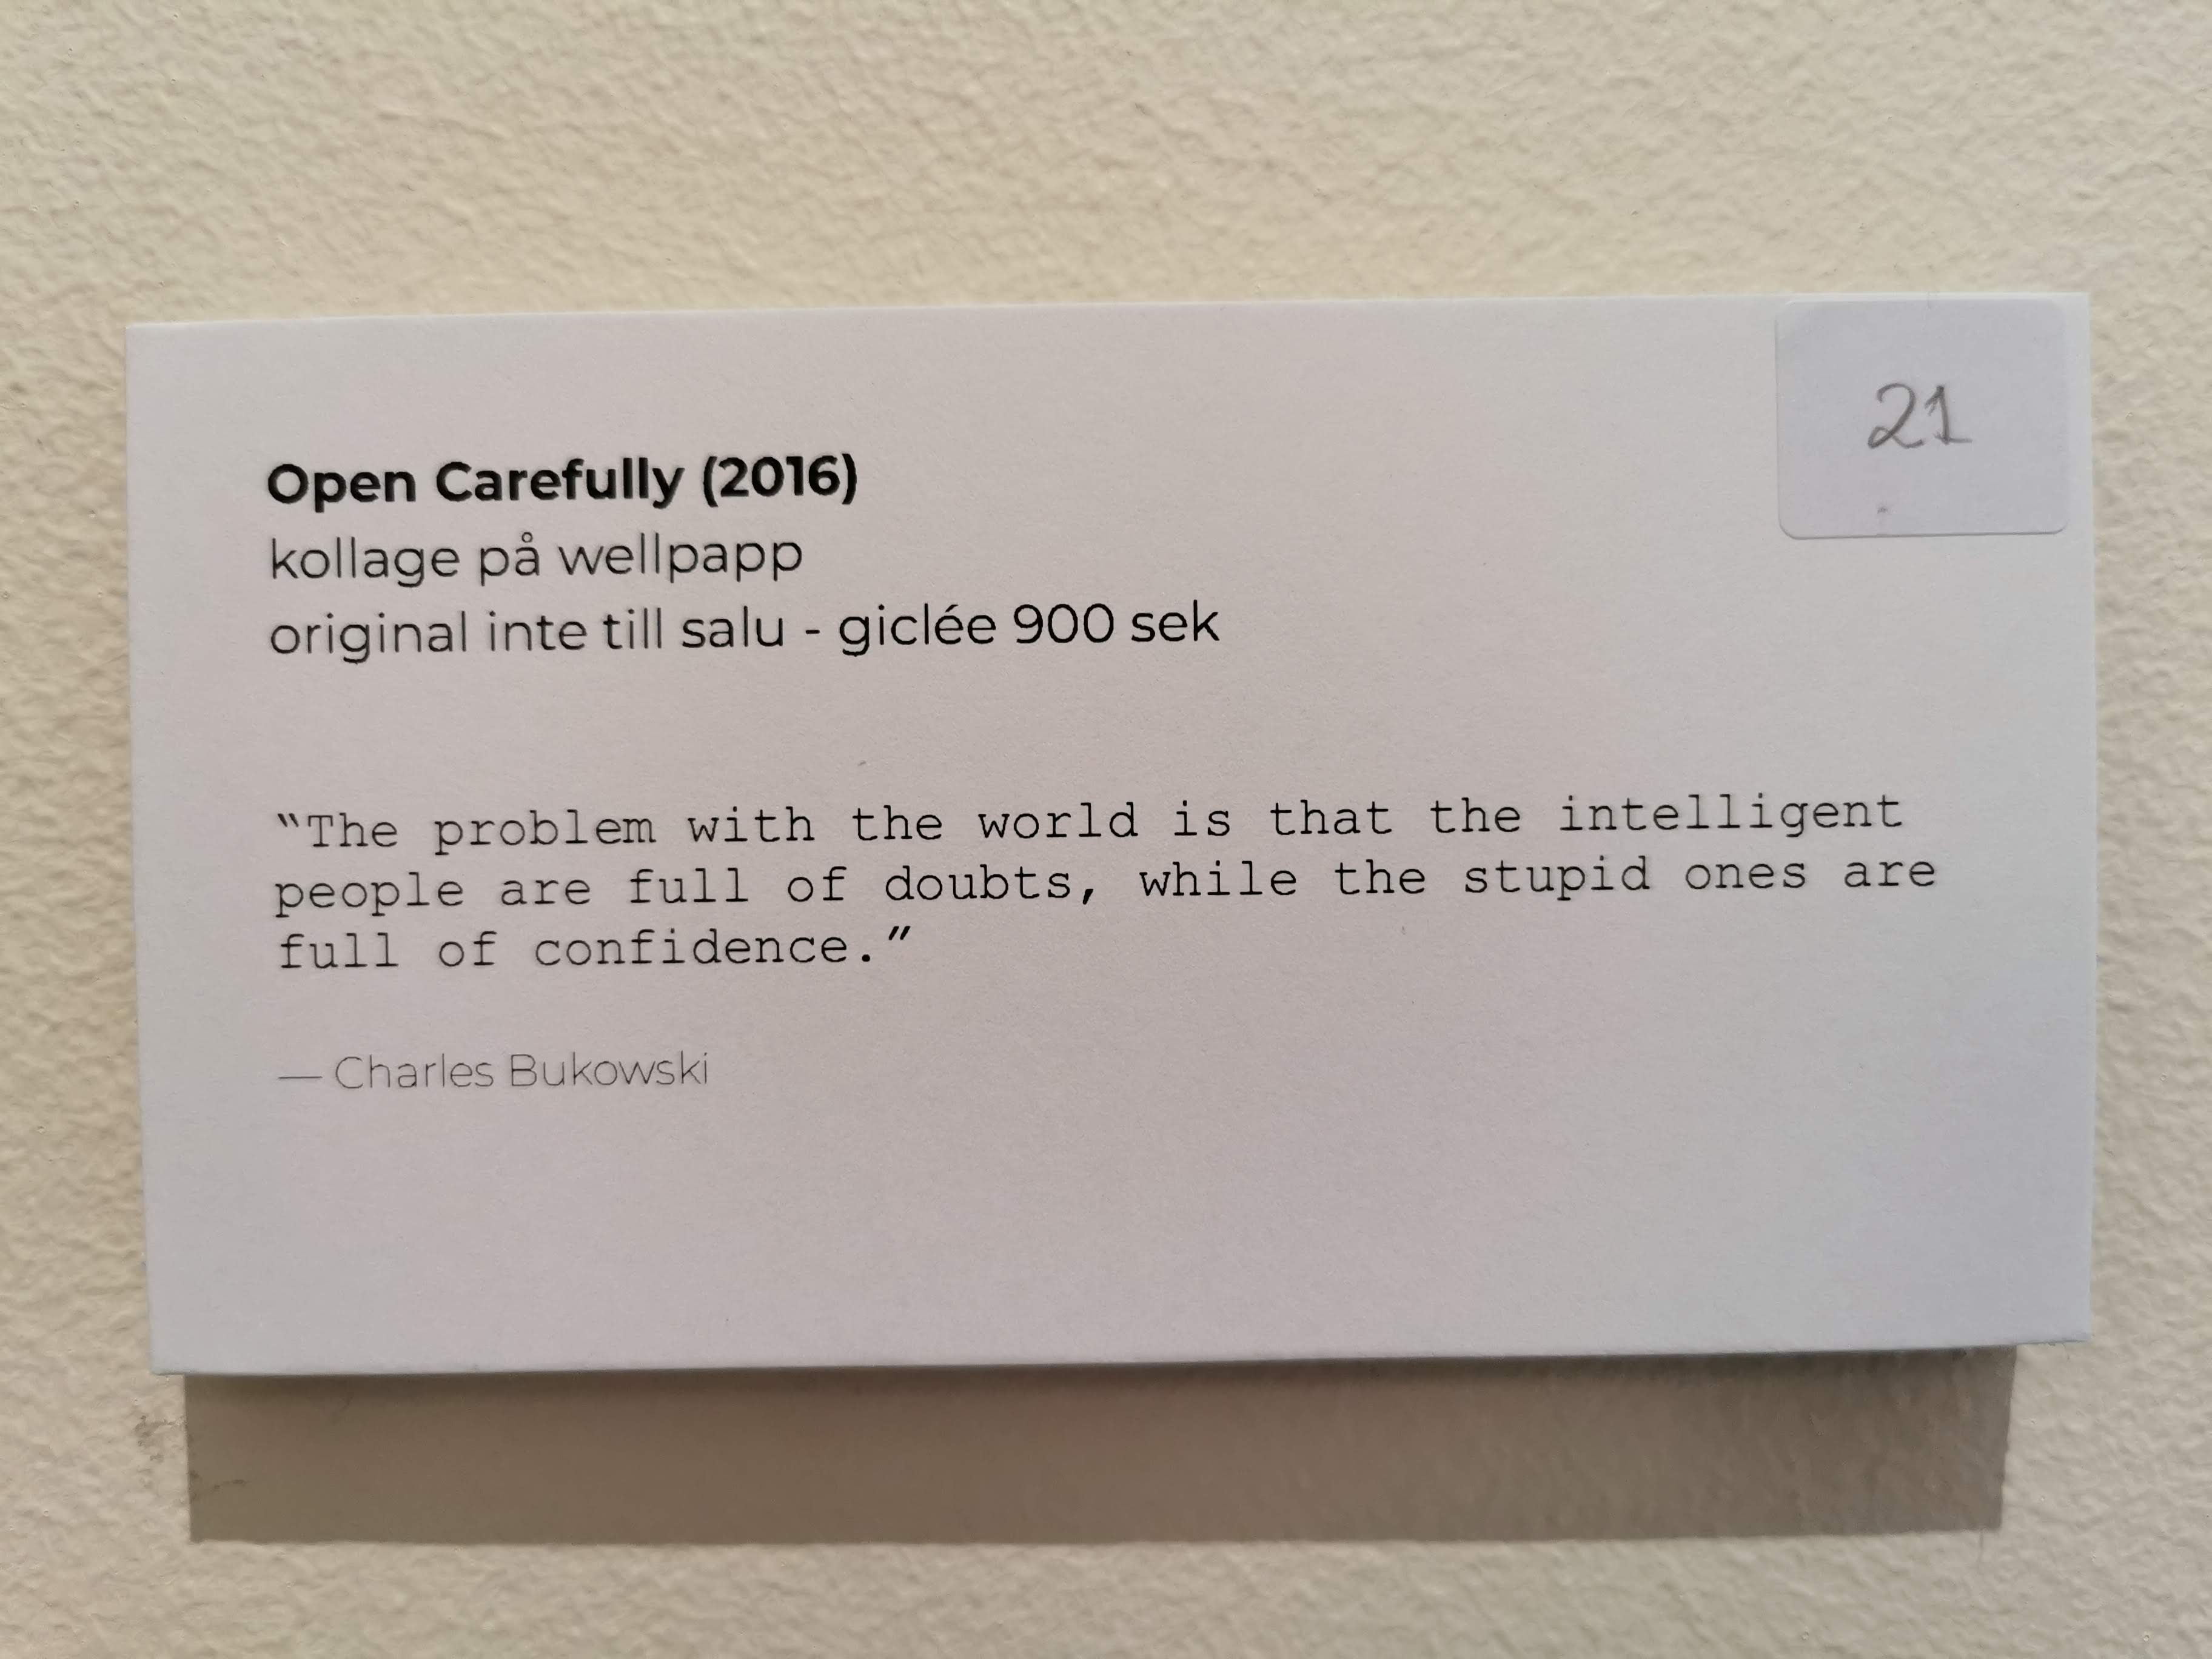 21
Open Carefully (2016)
kollage på wellpapp
original inte till salu - giclée 900 sek
“The problem with the world is that the intelligent
people are full of doubts, while the stupid ones are
full of confidence.”
— Charles Bukowski